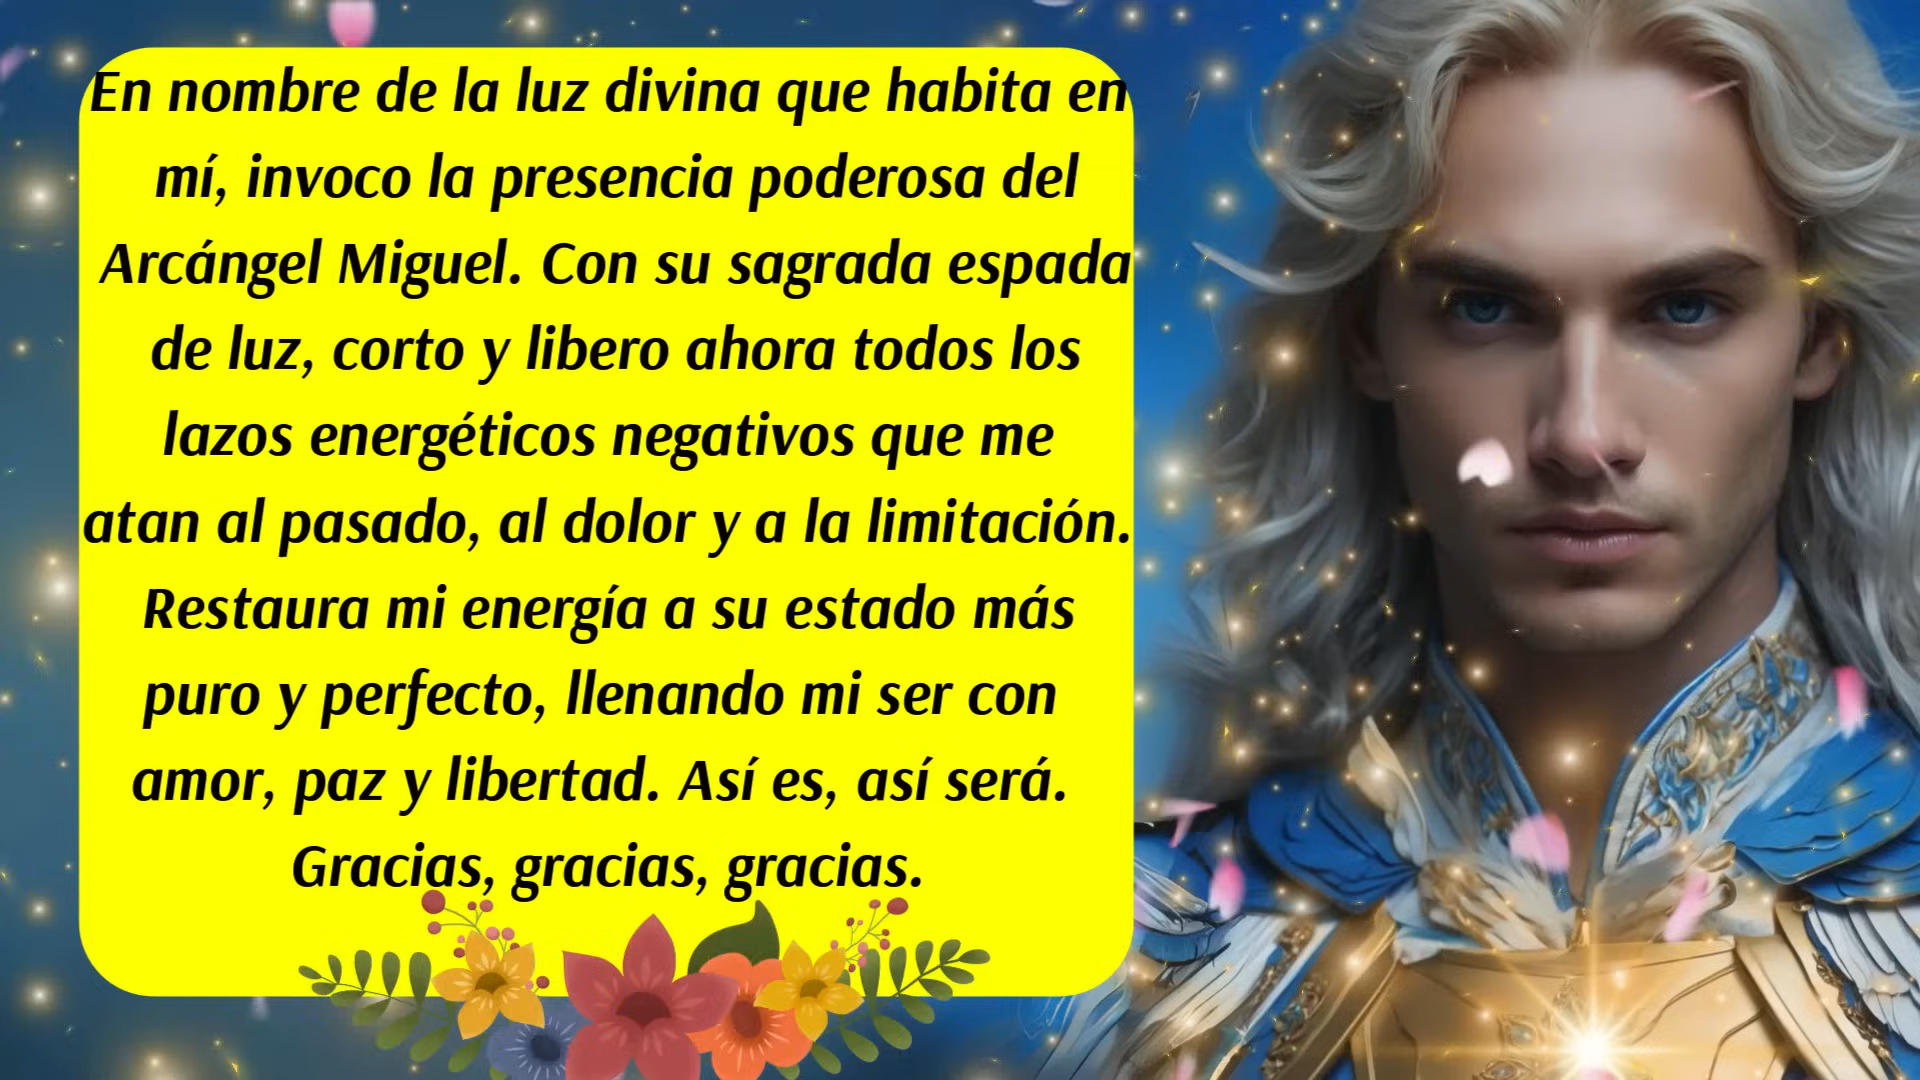 En nombre de la luz divina que habita en
mí, invoco la presencia poderosa del
Arcángel Miguel. Con su sagrada espada
de luz, corto y libero ahora todos los
lazos energéticos negativos que me
atan al pasado, al dolor y a la limitación.
Restaura mi energía a su estado más
puro y perfecto, llenando mi ser con
amor, paz y libertad. Así es, así será.
Gracias, gracias, gracias.